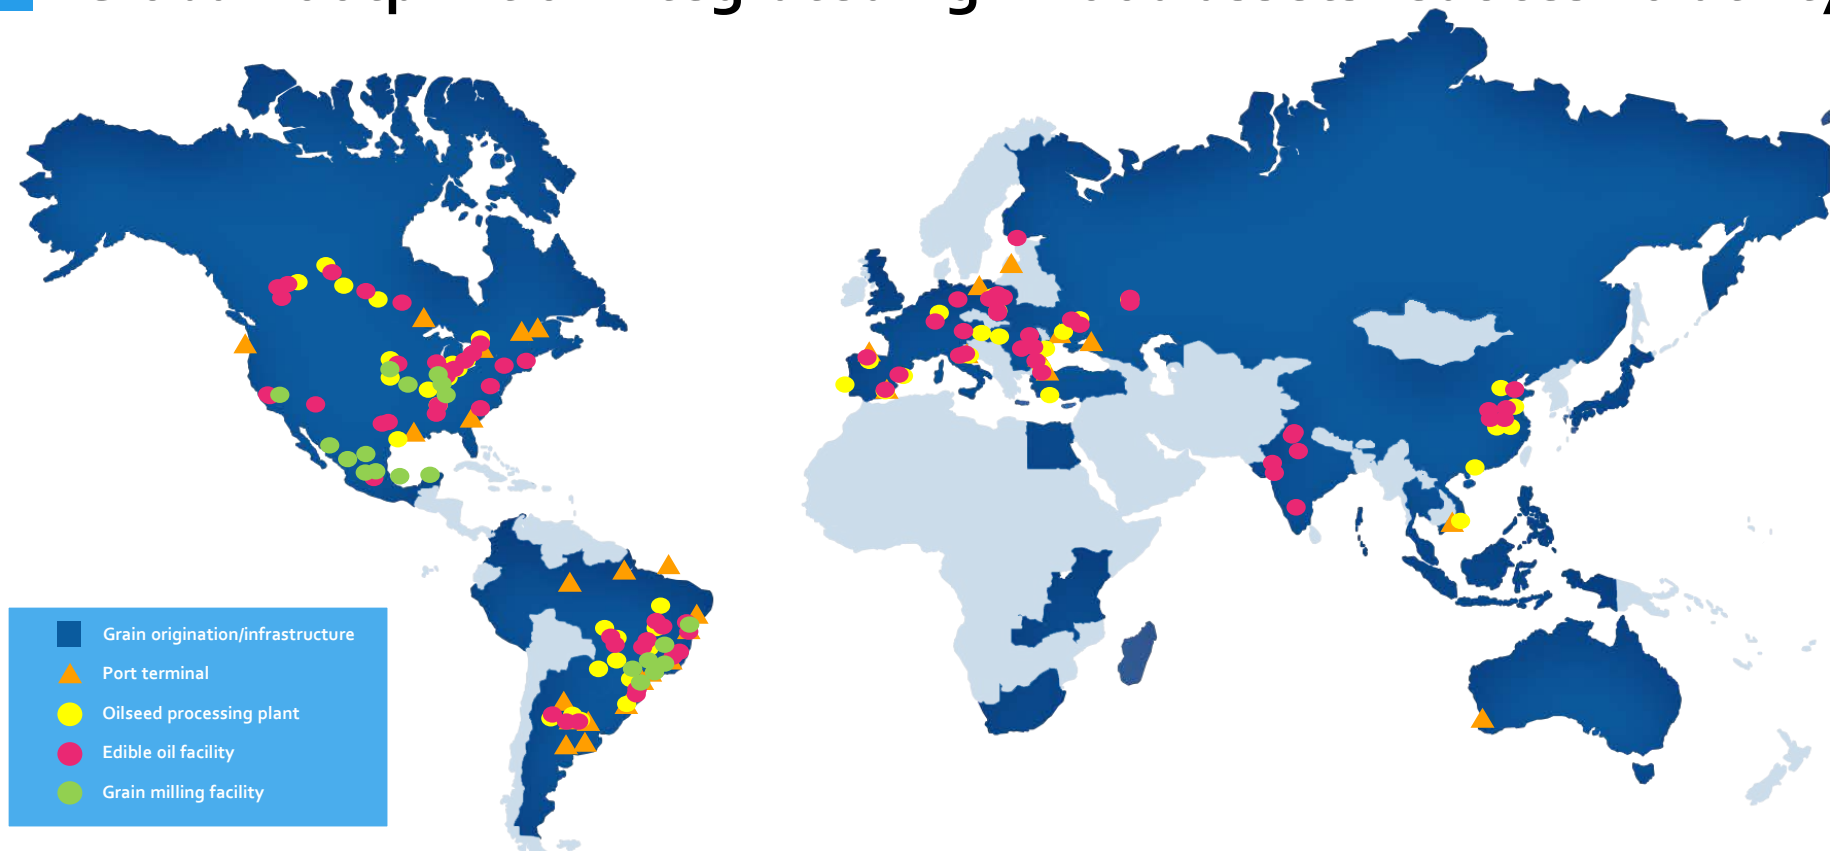 Grain origination/infrastructure
Port terminal
Oilseed processing plant
Edible oil facility
Grain milling facility